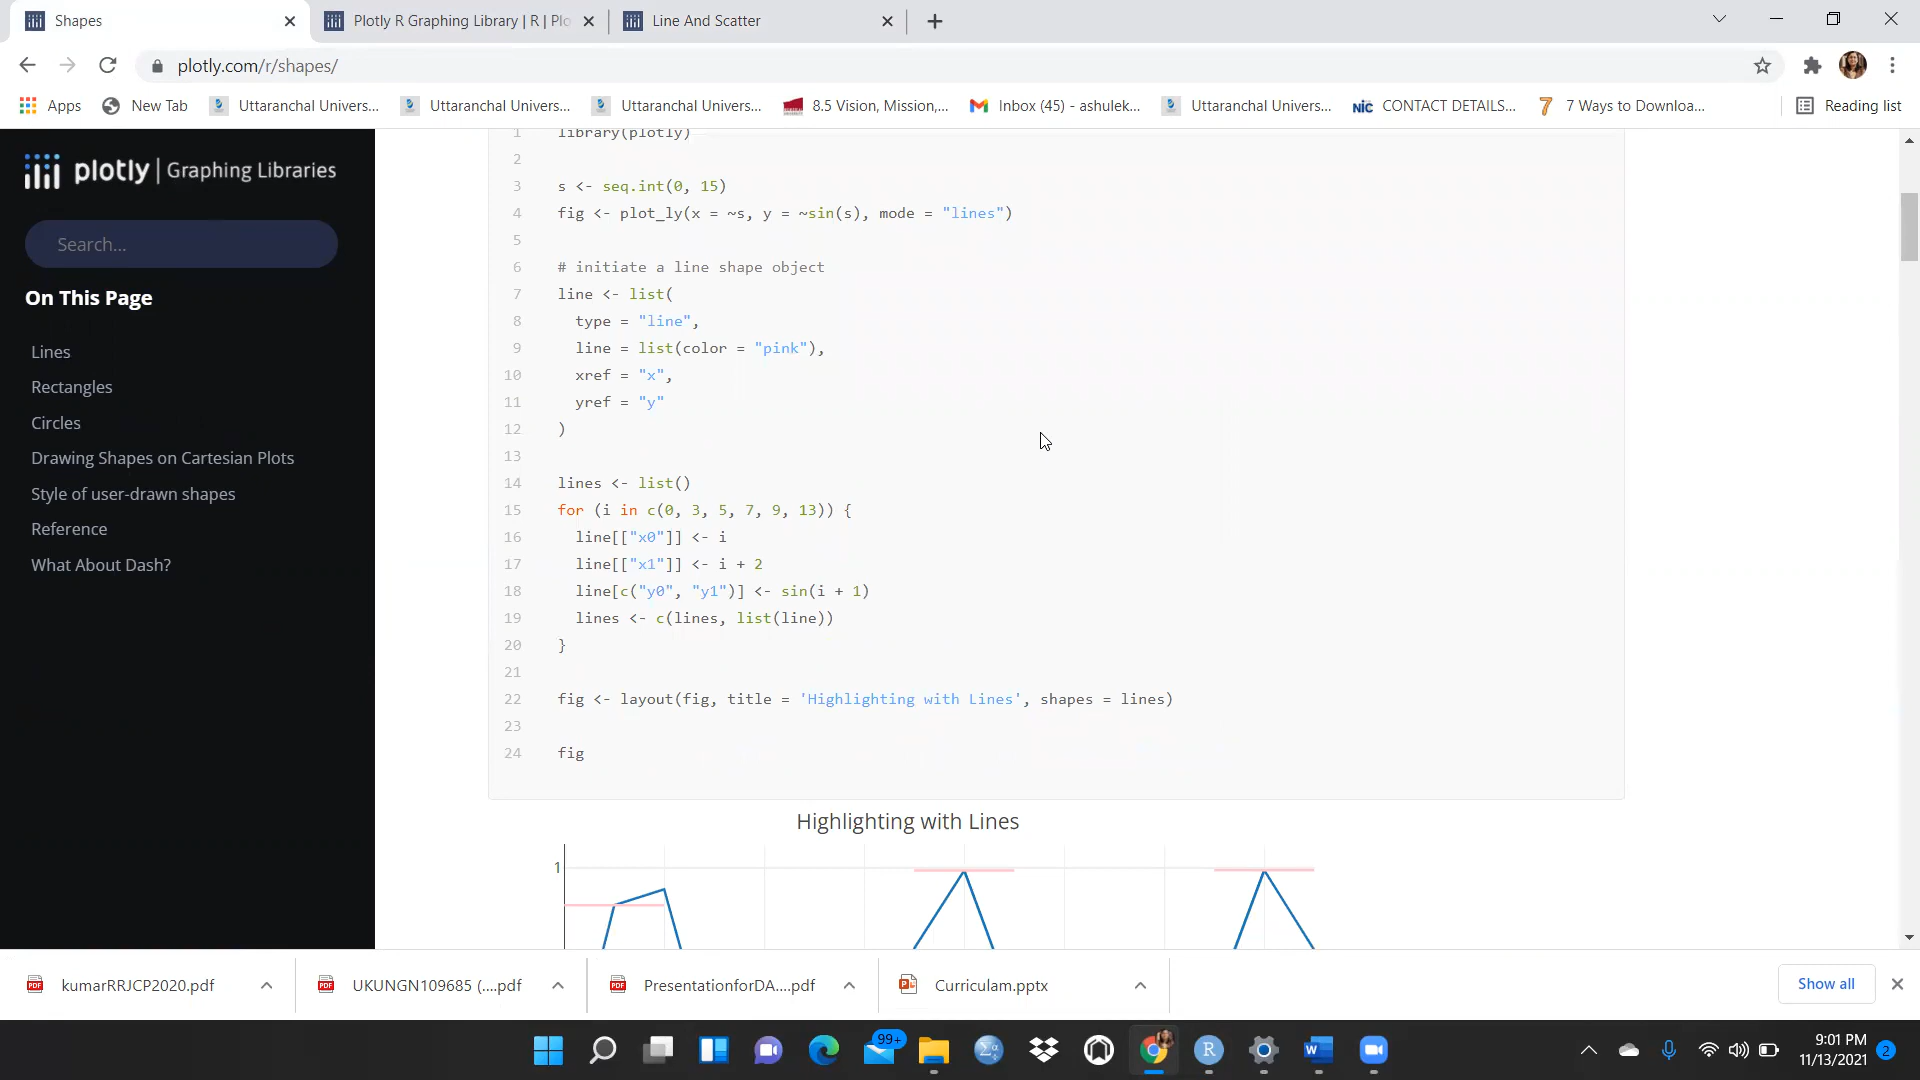 Shapes
Plotly R Graphing Library | R | Plo
Line And Scatter
plotly.com/r/shapes/
Apps
New Tab
Uttaranchal Univers...
Uttaranchal Univers...
Uttaranchal Univers...
8.5 Vision, Mission,...
Inbox (45) - ashulek...
Uttaranchal Univers...
NIC CONTACT DETAILS...
7 7 Ways to Downloa...
Reading list
plotly | Graphing Libraries
Search...
On This Page
Lines
Rectangles
Circles
Drawing Shapes on Cartesian Plots
Style of user-drawn shapes
Reference
What About Dash?
1 library(plotly)
2
3 s <- seq.int(0, 15)
4 fig <- plot_ly(x = ~s, y = ~sin(s), mode = "lines")
5
6 # initiate a line shape object
7 line <- list(
8 type = "line",
9 line = list(color = "pink"),
10 xref = "x",
11 yref = "y"
12 )
13
14 lines <- list()
15 for (i in c(0, 3, 5, 7, 9, 13)) {
16 line[["x0"]] <- i
17 line[["x1"]] <- i + 2
18 line[c("y0", "y1")] <- sin(i + 1)
19 lines <- c(lines, list(line))
20 }
21
22 fig <- layout(fig, title = 'Highlighting with Lines', shapes = lines)
23
24 fig
Highlighting with Lines
1
kumarRRJCP2020.pdf
UKUNGN109685 (....pdf
PresentationforDA....pdf
Curriculam.pptx
Show all
99+
9:01 PM
11/13/2021
2